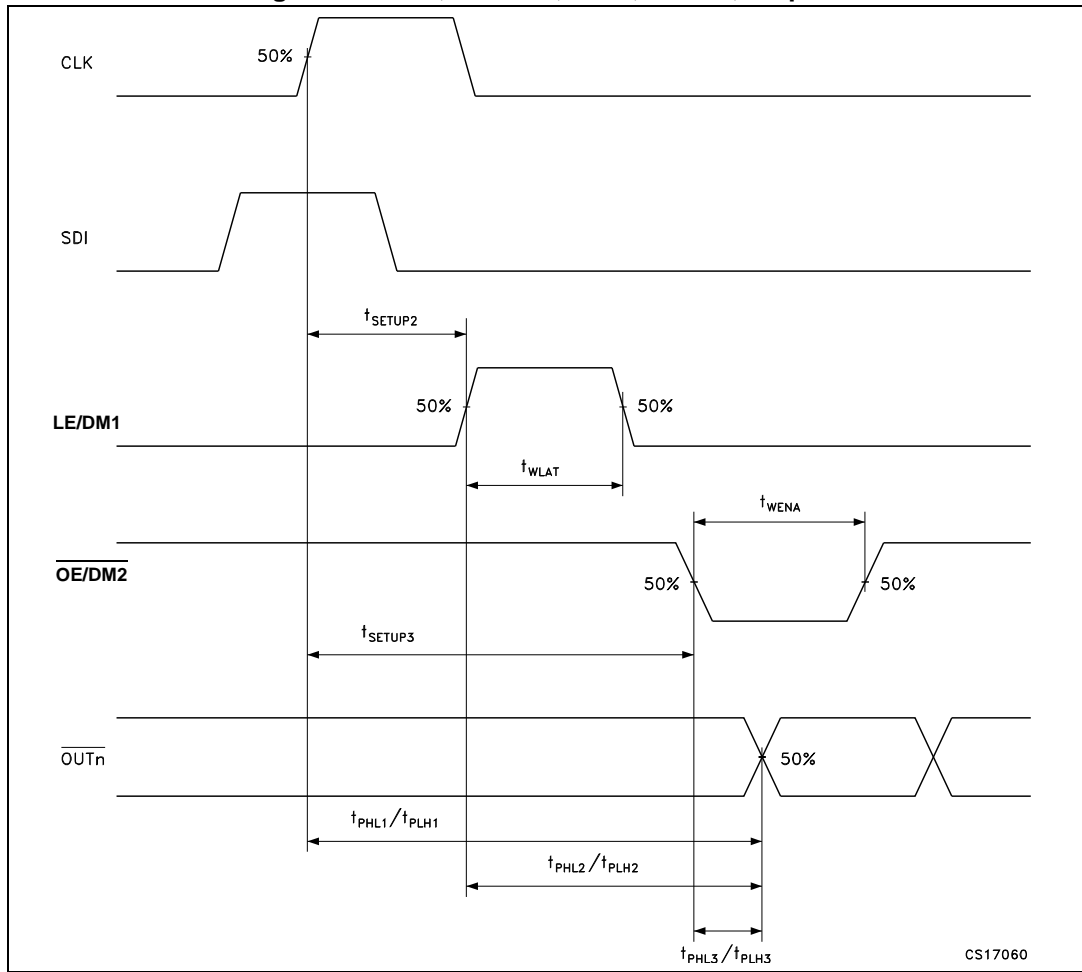 CLK
50%
SDI
tSETUP2
LE/DM1
50%
50%
tWLAT
tWENA
OE/DM2
50%
50%
tSETUP3
OUTn
50%
tPHL1/tPLH1
tPHL2/tPLH2
tPHL3/tPLH3
CS17060